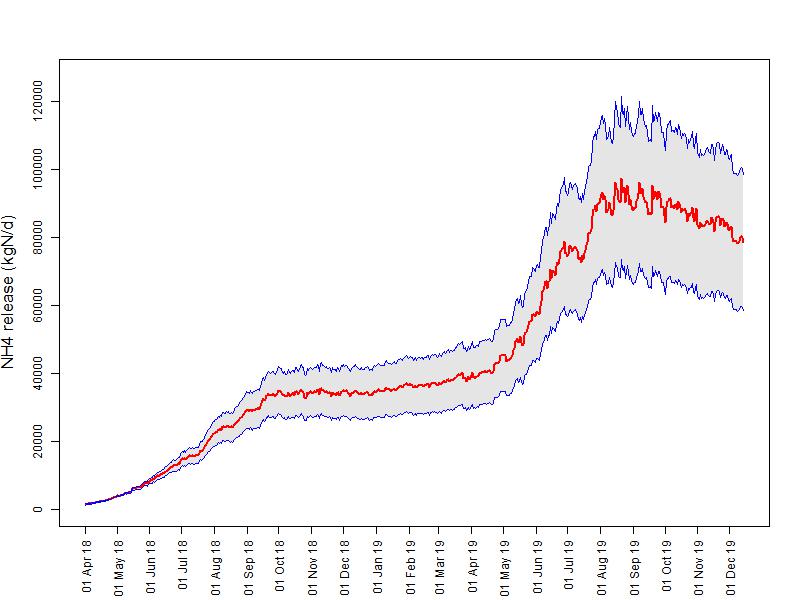 NH4 release (kgN/d)
120000
100000
80000
60000
40000
20000
0
01 Apr 18
01 May 18
01 Jun 18
01 Jul 18
01 Aug 18
01 Sep 18
01 Oct 18
01 Nov 18
01 Dec 18
01 Jan 19
01 Feb 19
01 Mar 19
01 Apr 19
01 May 19
01 Jun 19
01 Jul 19
01 Aug 19
01 Sep 19
01 Oct 19
01 Nov 19
01 Dec 19